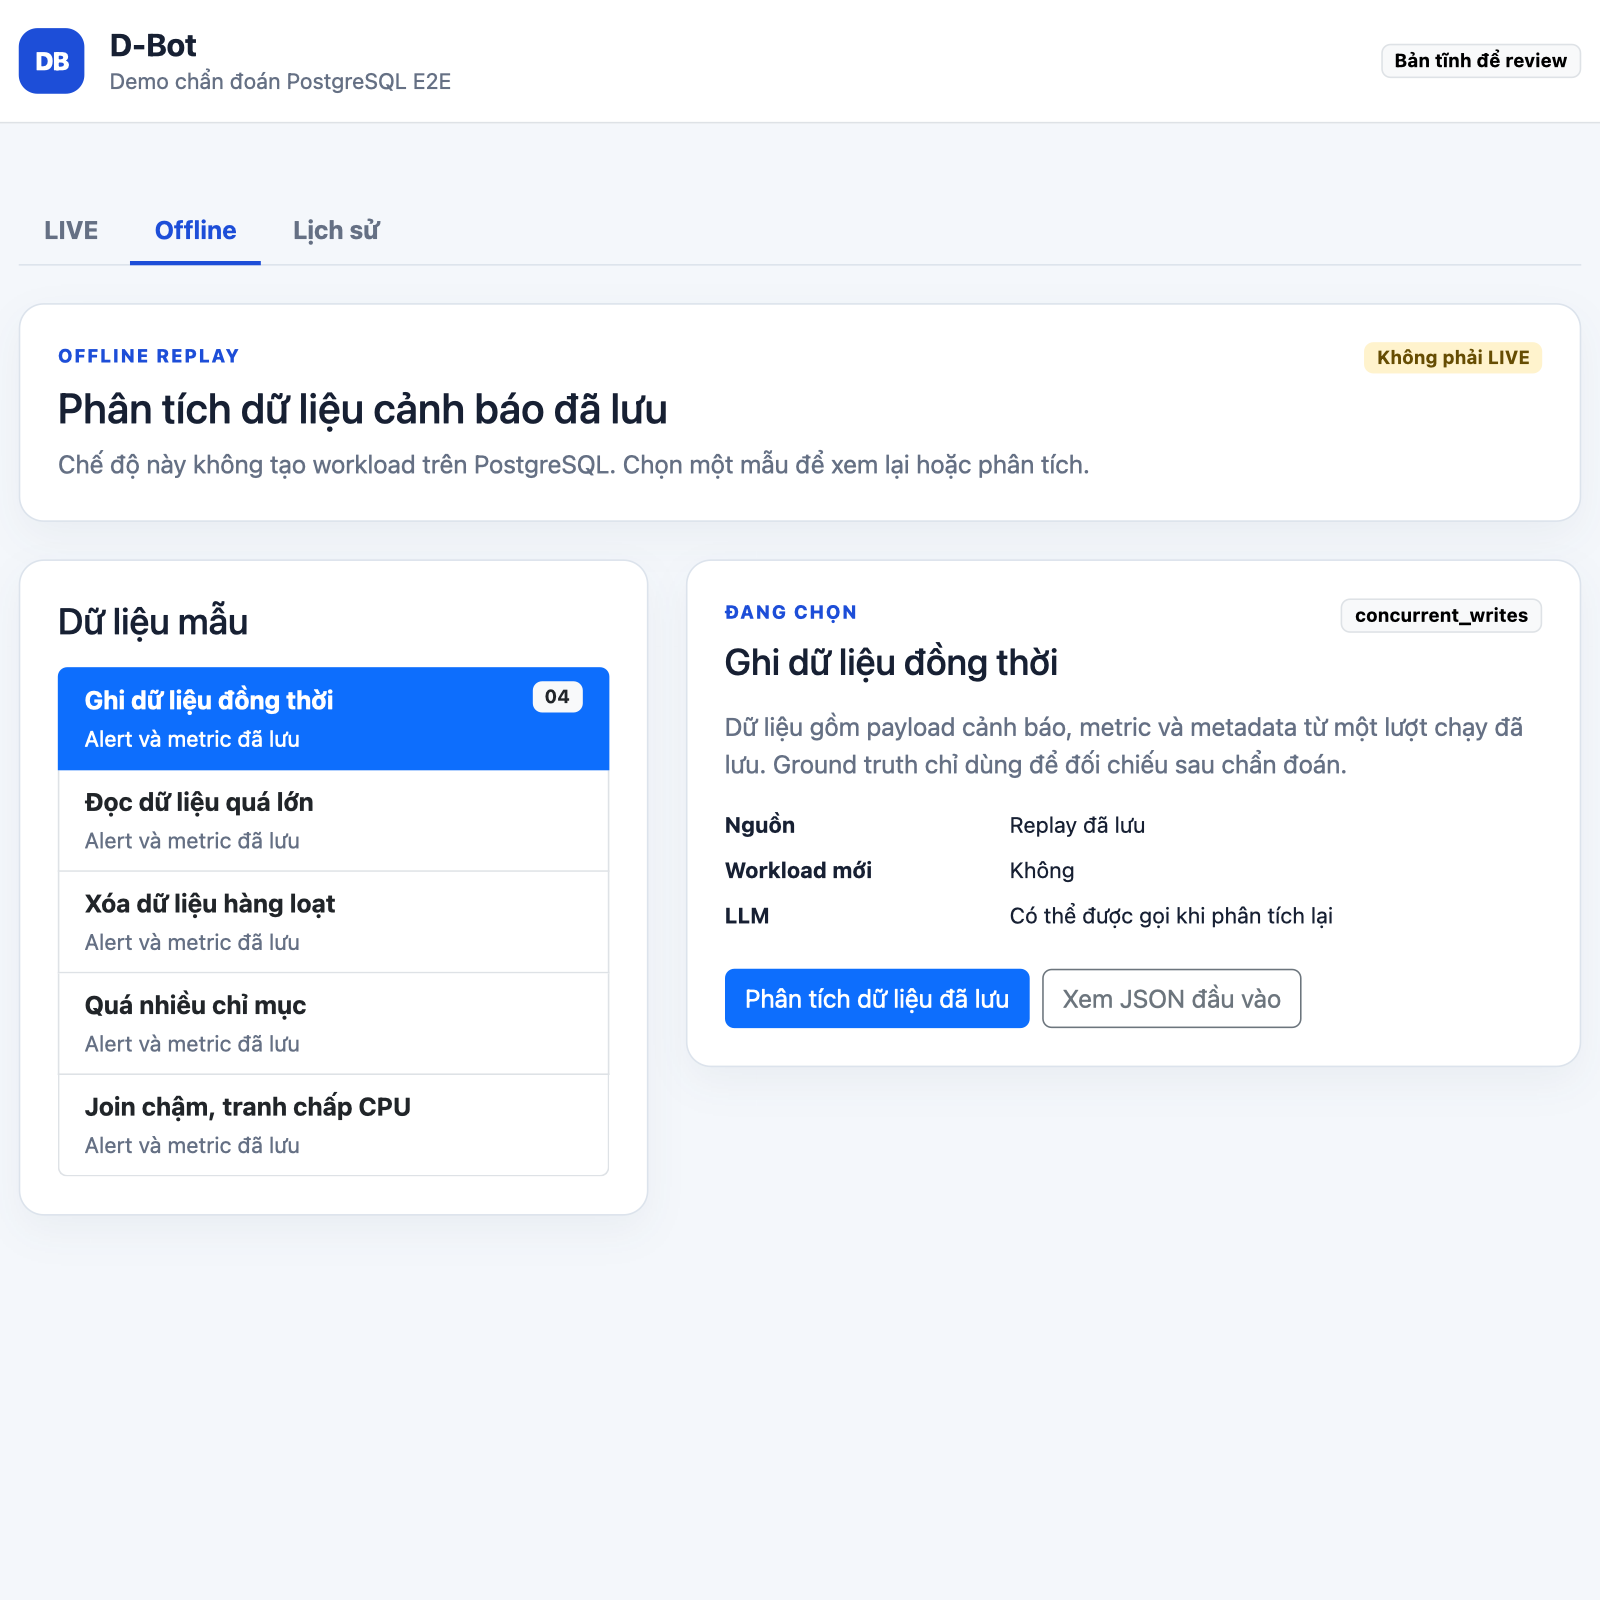 DB
D-Bot
Demo chẩn đoán PostgreSQL E2E
Bản tĩnh để review
LIVE
Offline
Lịch sử
OFFLINE REPLAY
Không phải LIVE
Phân tích dữ liệu cảnh báo đã lưu
Chế độ này không tạo workload trên PostgreSQL. Chọn một mẫu để xem lại hoặc phân tích.
Dữ liệu mẫu
Ghi dữ liệu đồng thời
04
Alert và metric đã lưu
Đọc dữ liệu quá lớn
Alert và metric đã lưu
Xóa dữ liệu hàng loạt
Alert và metric đã lưu
Quá nhiều chỉ mục
Alert và metric đã lưu
Join chậm, tranh chấp CPU
Alert và metric đã lưu
ĐANG CHỌN
concurrent_writes
Ghi dữ liệu đồng thời
Dữ liệu gồm payload cảnh báo, metric và metadata từ một lượt chạy đã
lưu. Ground truth chỉ dùng để đối chiếu sau chẩn đoán.
Nguồn
Replay đã lưu
Workload mới
Không
LLM
Có thể được gọi khi phân tích lại
Phân tích dữ liệu đã lưu
Xem JSON đầu vào